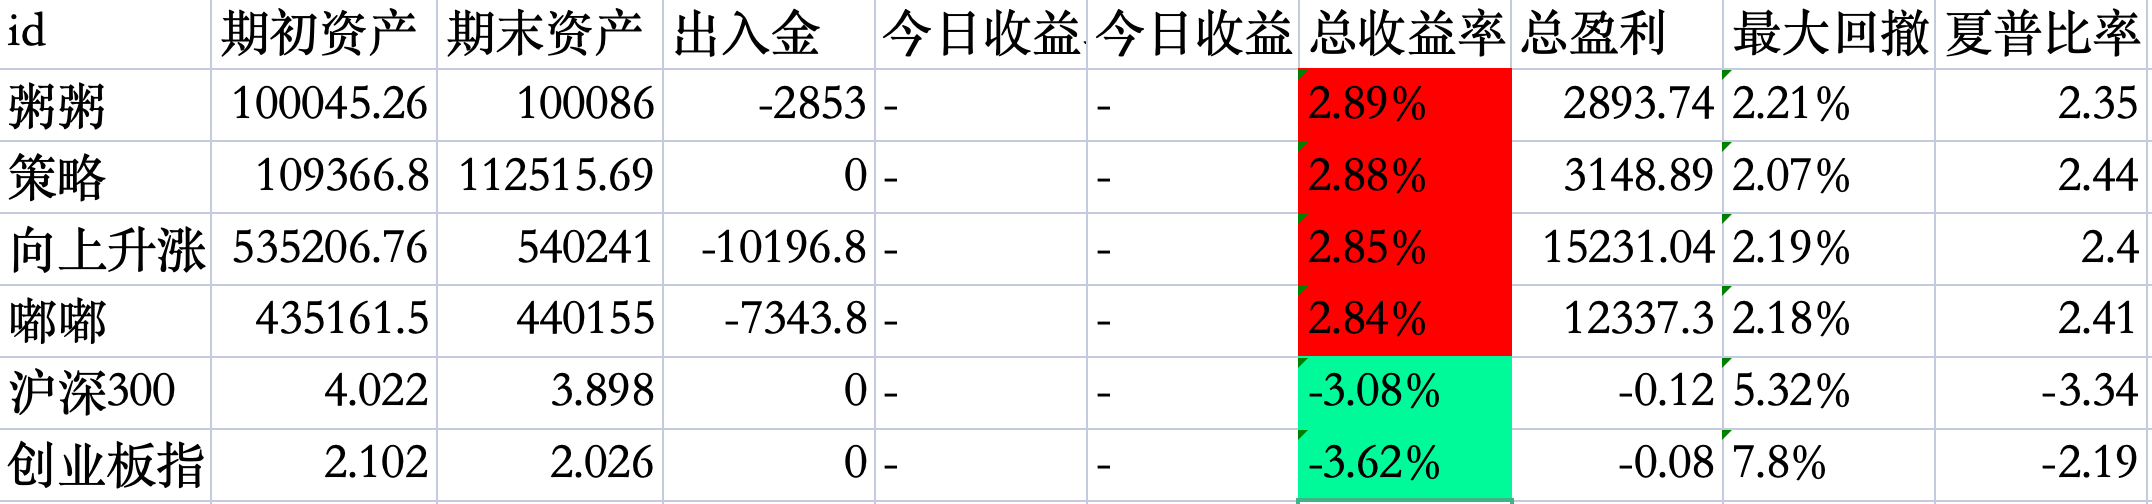 id 期初资产 期末资产 出入金 今日收益 今日收益 总收益率 总盈利 最大回撤 夏普比率
粥粥 100045.26 100086 -2853 - - 2.89% 2893.74 2.21% 2.35
策略 109366.8 112515.69 0 - - 2.88% 3148.89 2.07% 2.44
向上升涨 535206.76 540241 -10196.8 - - 2.85% 15231.04 2.19% 2.4
嘟嘟 435161.5 440155 -7343.8 - - 2.84% 12337.3 2.18% 2.41
沪深300 4.022 3.898 0 - - -3.08% -0.12 5.32% -3.34
创业板指 2.102 2.026 0 - - -3.62% -0.08 7.8% -2.19